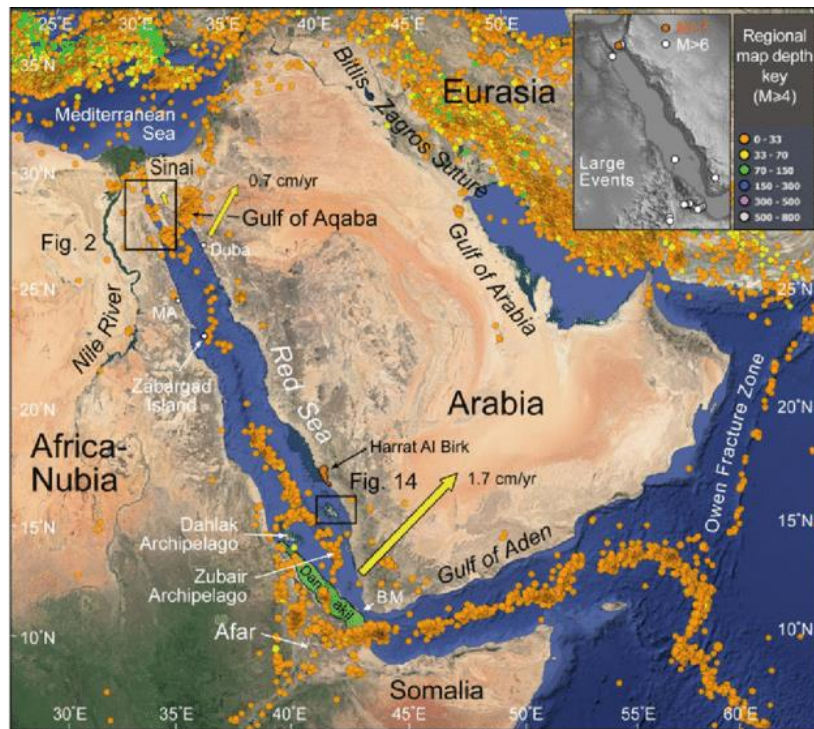 25°E
30°E
35°E
40°E
45°E
50°E
35°N
30°N
25°N
20°N
15°N
10°N
Mediterranean
Sea
Bitlis
Zagros Suture
Eurasia
M>6
Large
Events
Regional
map depth
key
(M≥4)
0 - 33
33 - 70
70 - 150
150 - 300
300 - 500
500 - 800
Sinai
0.7 cm/yr
Gulf of Aqaba
Fig. 2
Duba
Nile River
MA
Zabargad
Island
Red Sea
Gulf of Arabia
Arabia
Africa-
Nubia
Harrat Al Birk
Fig. 14
1.7 cm/yr
Owen Fracture Zone
Dahlak
Archipelago
Zubair
Archipelago
Danakil
BM
Gulf of Aden
Afar
Somalia
25°N
20°N
15°N
10°N
30°E
35°E
40°E
45°E
50°E
55°E
60°E